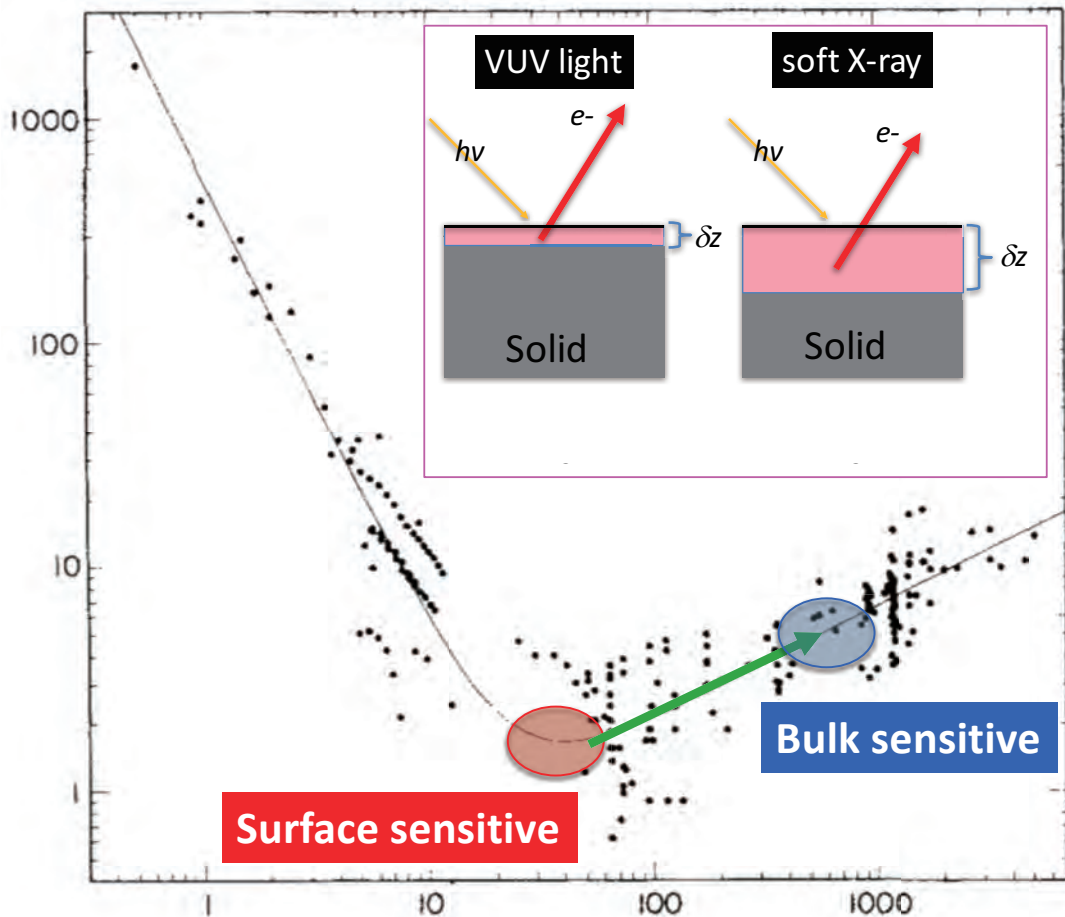 VUV light
soft X-ray
e-
e-
hν
hν
δz
δz
Solid
Solid
1000
100
10
1
Bulk sensitive
Surface sensitive
1
10
100
1000